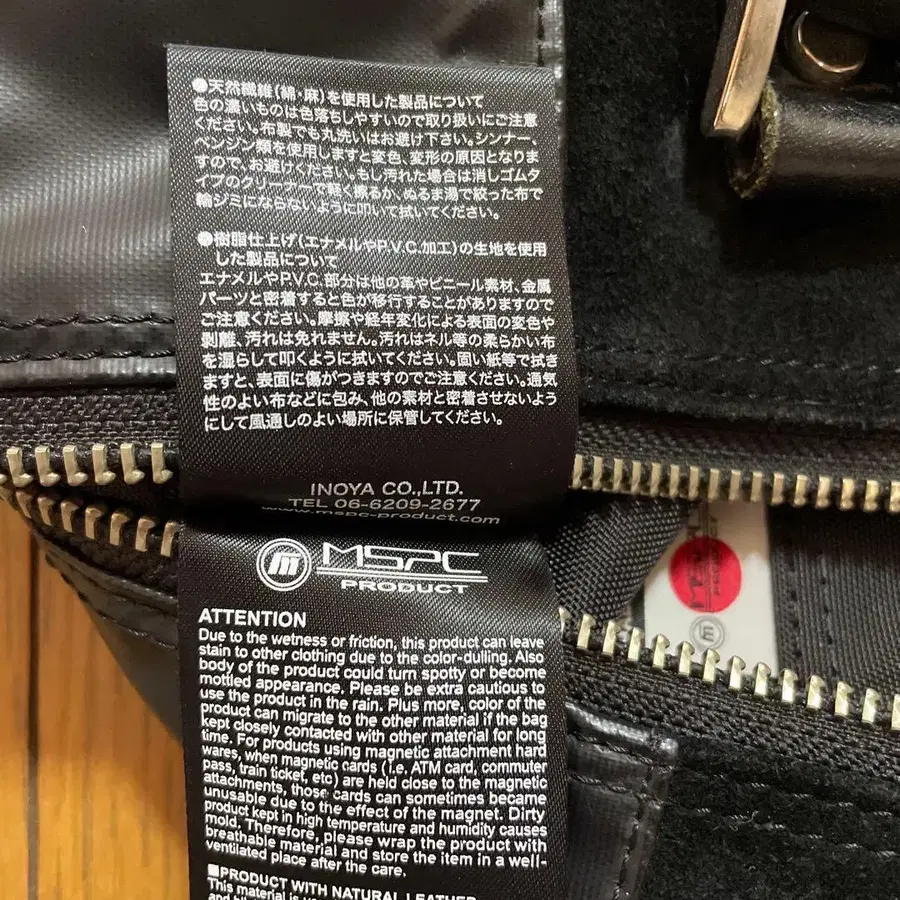 ●天然繊維(綿・麻)を使用した製品について
色の濃いものは色落ちしやすいので取り扱いにご注意
ください。布製でも丸洗いはお避け下さい。シンナー、
ベンジン類を使用しますと変色、変形の原因となりま
すので、お避けください。もし汚れた場合は消しゴムタ
イプのクリーナーで軽く擦るか、ぬるま湯で絞った布で
輪ジミにならないように叩いて拭いてください。
●樹脂仕上げ(エナメルやP.V.C.加工)の生地を使用
した製品について
エナメルやP.V.C.部分は他の革やビニール素材、金属
パーツと密着すると色が移行することがありますので
ご注意ください。摩擦や経年変化による表面の変色や
剥離、汚れは免れません。汚れはネル等の柔らかい布
を湿らして叩くように拭いてください。固い紙等で拭き
ますと、表面に傷がつきますのでご注意ください。通気
性のよい布などに包み、他の素材と密着させないように
にして風通しのよい場所に保管してください。
INOYA CO.,LTD.
TEL 06-6209-2677
www.mspc-product.com
m MSPC
PRODUCT
ATTENTION
Due to the wetness or friction, this product can leave
stain to other clothing due to the color-dulling. Also
body of the product could turn spotty or become
mottled appearance. Please be extra cautious to
use the product in the rain. Plus more, color of the
product can migrate to the other material if the bag
kept closely contacted with other material for long
time. For products using magnetic attachment hard
wares, when magnetic cards (i.e, ATM card, commuter
pass, train ticket, etc) are held close to the magnetic
attachments, those cards can sometimes became
unusable due to the effect of the magnet. Dirty
product kept in high temperature and humidity causes
mold. Therefore, please wrap the product with
breathable material and store the item in a well-
ventilated place after the care.
■PRODUCT WITH NATURAL LEATHER
This material is